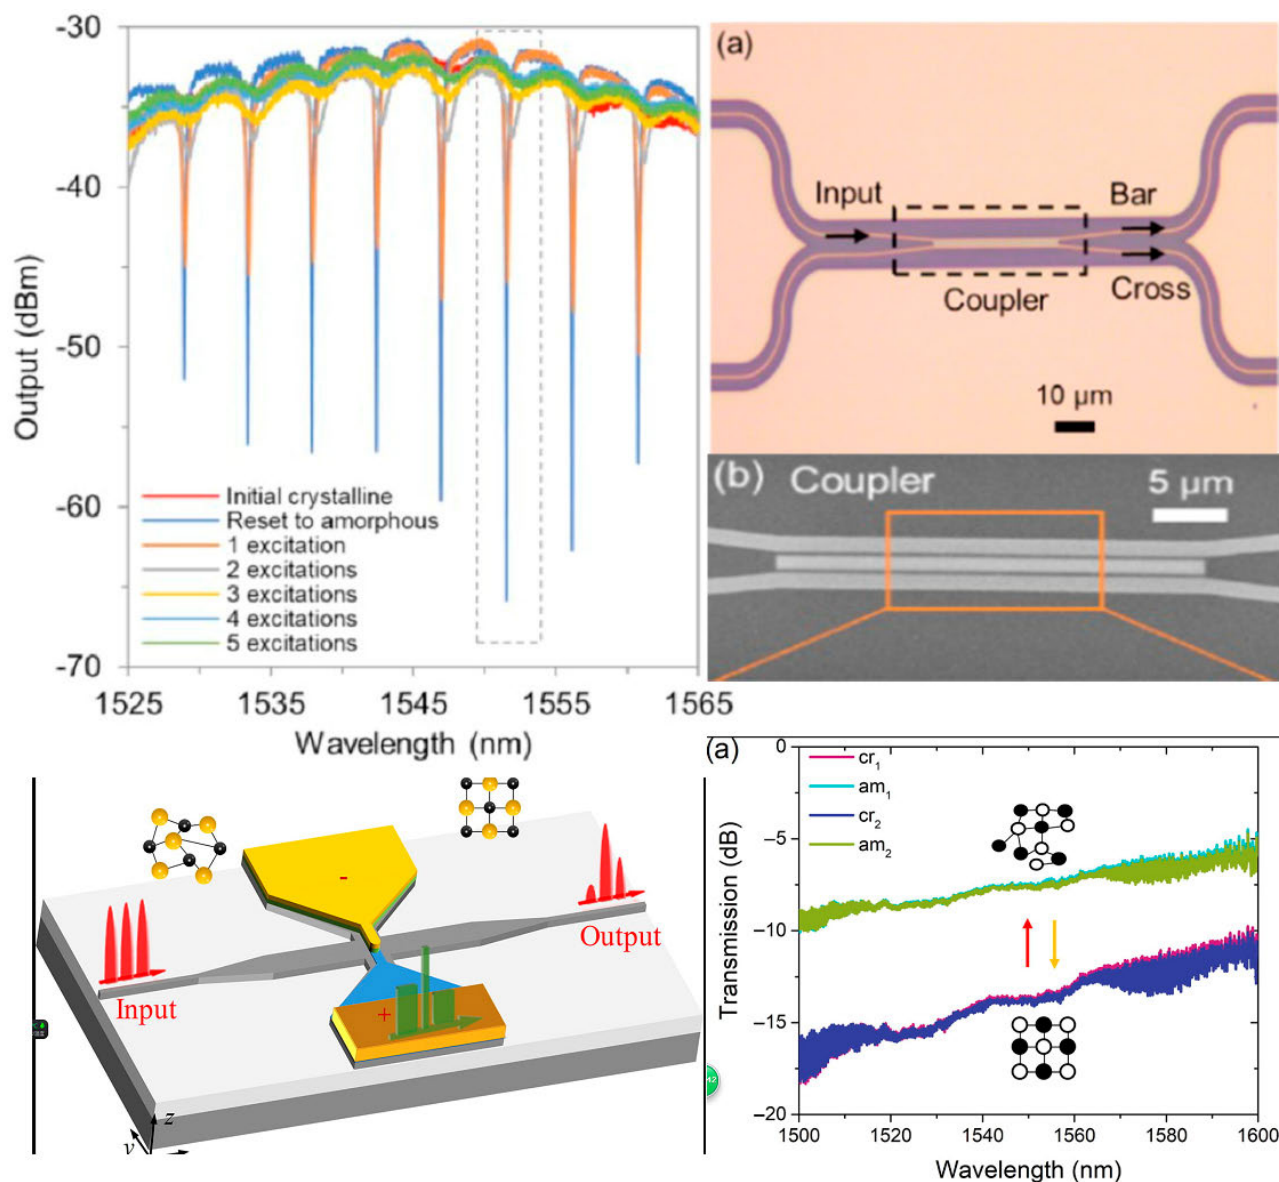 -30
-40
-50
-60
-70
Output (dBm)
Initial crystalline
Reset to amorphous
1 excitation
2 excitations
3 excitations
4 excitations
5 excitations
1525 1535 1545 1555 1565
Wavelength (nm)
(a)
Input
Bar
Coupler
Cross
10 μm
(b) Coupler
5 μm
-
+
Input
Output
z
(a)
0
−5
−10
−15
−20
Transmission (dB)
cr1
am1
cr2
am2
1500 1520 1540 1560 1580 1600
Wavelength (nm)